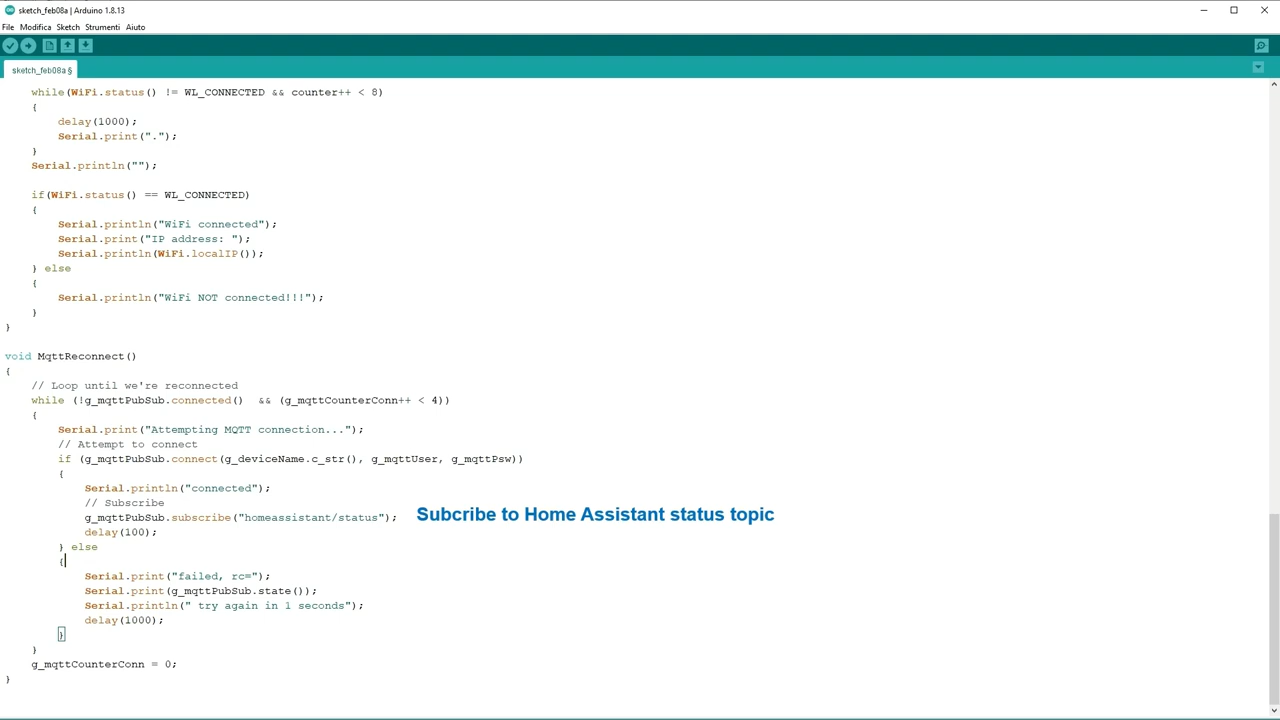 sketch_feb08a | Arduino 1.8.13
File Modifica Sketch Strumenti Aiuto
sketch_feb08a §
while(WiFi.status() != WL_CONNECTED && counter++ < 8)
{
delay(1000);
Serial.print(".");
}
Serial.println("");
if(WiFi.status() == WL_CONNECTED)
{
Serial.println("WiFi connected");
Serial.print("IP address: ");
Serial.println(WiFi.localIP());
} else
{
Serial.println("WiFi NOT connected!!!");
}
}
void MqttReconnect()
{
// Loop until we're reconnected
while (!g_mqttPubSub.connected()  && (g_mqttCounterConn++ < 4))
{
Serial.print("Attempting MQTT connection...");
// Attempt to connect
if (g_mqttPubSub.connect(g_deviceName.c_str(), g_mqttUser, g_mqttPsw))
{
Serial.println("connected");
// Subscribe
g_mqttPubSub.subscribe("homeassistant/status"); Subcribe to Home Assistant status topic
delay(100);
} else
{
Serial.print("failed, rc=");
Serial.print(g_mqttPubSub.state());
Serial.println(" try again in 1 seconds");
delay(1000);
}
}
g_mqttCounterConn = 0;
}